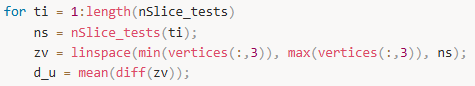 for ti = 1:length(nSlice_tests)
    ns = nSlice_tests(ti);
    zv = linspace(min(vertices(:,3)), max(vertices(:,3)), ns);
    d_u = mean(diff(zv));